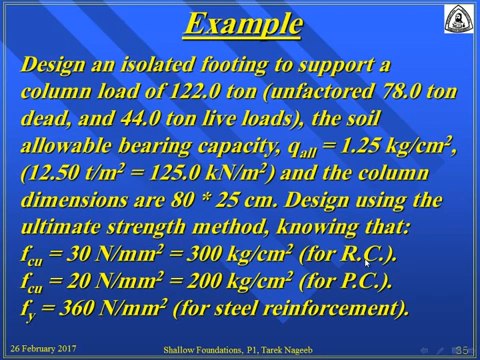 Example
Design an isolated footing to support a
column load of 122.0 ton (unfactored 78.0 ton
dead, and 44.0 ton live loads), the soil
allowable bearing capacity, qall = 1.25 kg/cm²,
(12.50 t/m² = 125.0 kN/m²) and the column
dimensions are 80 * 25 cm. Design using the
ultimate strength method, knowing that:
fcu = 30 N/mm² = 300 kg/cm² (for R.C.).
fcu = 20 N/mm² = 200 kg/cm² (for P.C.).
fy = 360 N/mm² (for steel reinforcement).
26 February 2017
Shallow Foundations, P1, Tarek Nageeb
35